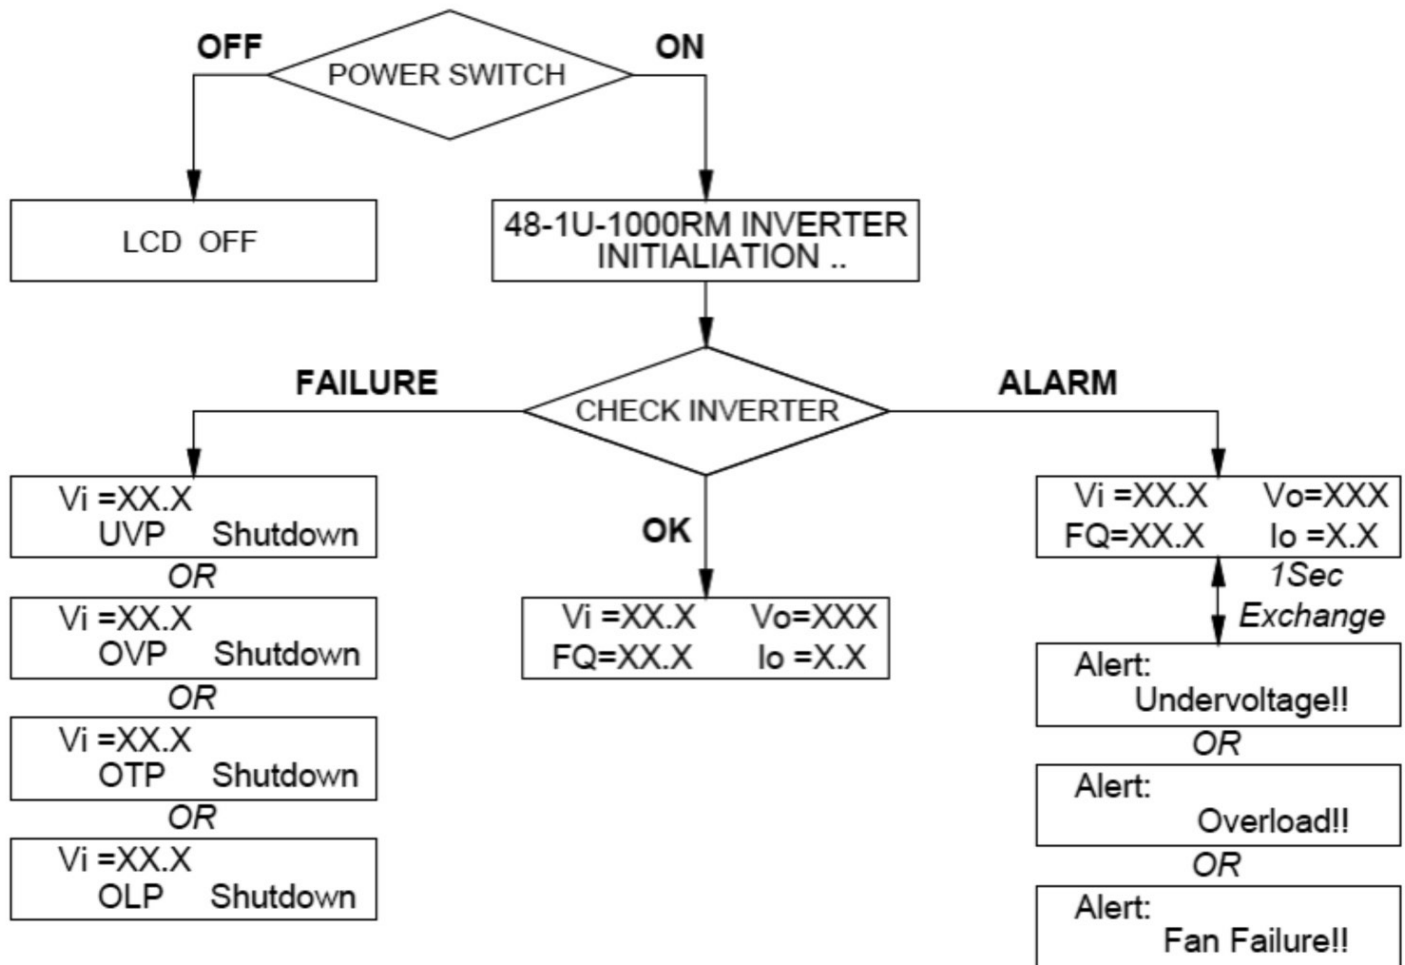 OFF
ON
POWER SWITCH
LCD OFF
48-1U-1000RM INVERTER
INITIALIATION ..
FAILURE
ALARM
CHECK INVERTER
Vi =XX.X
UVP Shutdown
OR
Vi =XX.X
OVP Shutdown
OR
Vi =XX.X
OTP Shutdown
OR
Vi =XX.X
OLP Shutdown
OK
Vi =XX.X Vo=XXX
FQ=XX.X Io =X.X
Vi =XX.X Vo=XXX
FQ=XX.X Io =X.X
1Sec
Exchange
Alert:
Undervoltage!!
OR
Alert:
Overload!!
OR
Alert:
Fan Failure!!